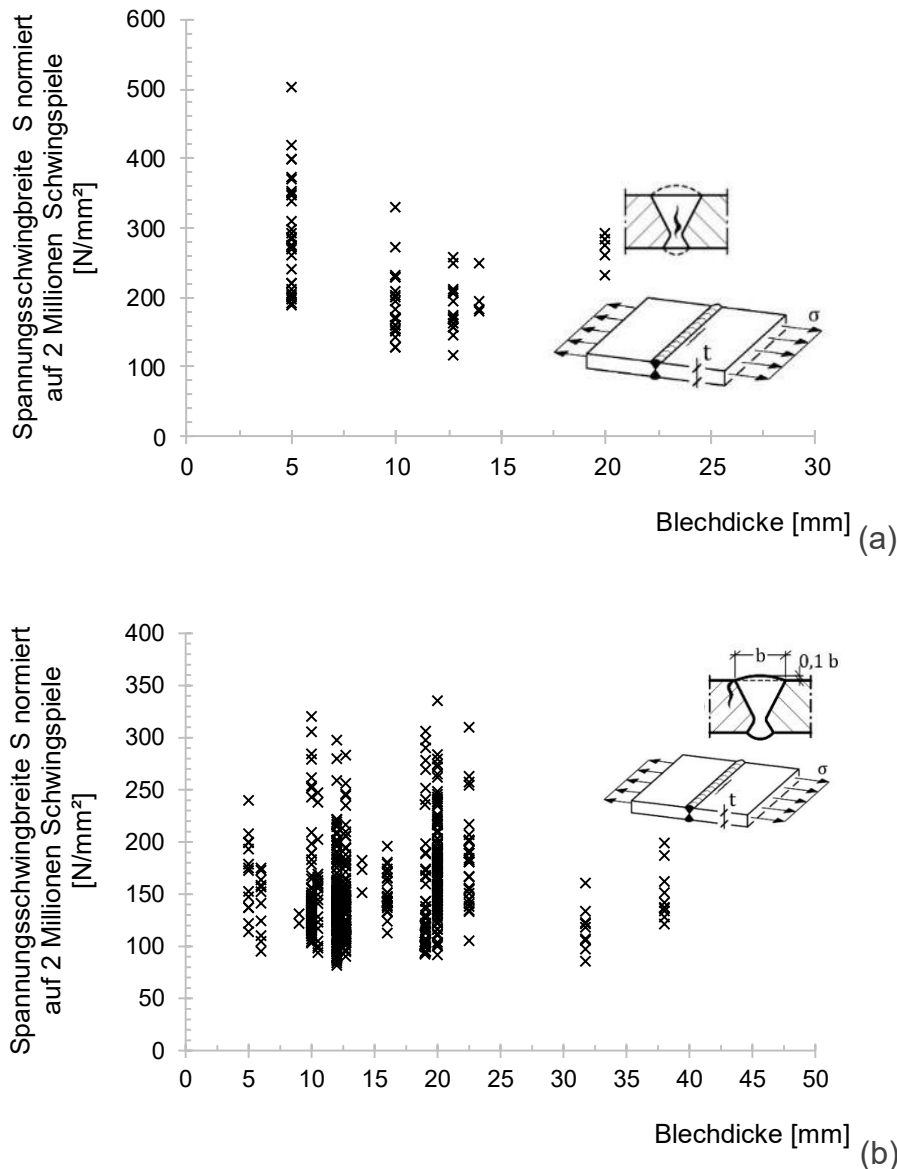 Spannungsschwingbreite S normiert
auf 2 Millionen Schwingspiele
[N/mm²]
600
500
400
300
200
100
0
0 5 10 15 20 25 30
σ
t
Blechdicke [mm]
(a)
Spannungsschwingbreite S normiert
auf 2 Millionen Schwingspiele
[N/mm²]
400
350
300
250
200
150
100
50
0
0 5 10 15 20 25 30 35 40 45 50
b
0,1 b
σ
t
Blechdicke [mm]
(b)